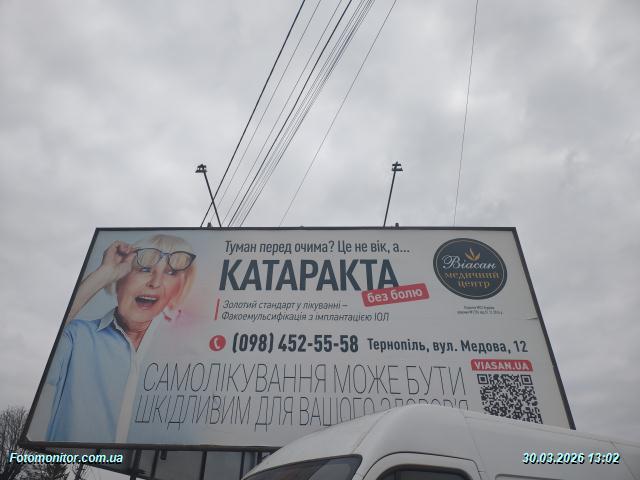 Туман перед очима? Це не вік, а...
КАТАРАКТА
без болю
Золотий стандарт у лікуванні –
Факоемульсифікація з імплантацією ІОЛ
Віасан
медичний
центр
(098) 452-55-58 Тернопіль, вул. Медова, 12
VIASAN.UA
САМОЛІКУВАННЯ МОЖЕ БУТИ
ШКІДЛИВИМ ДЛЯ ВАШОГО ЗДОРОВ'Я
Fotomonitor.com.ua
30.03.2026 13:02